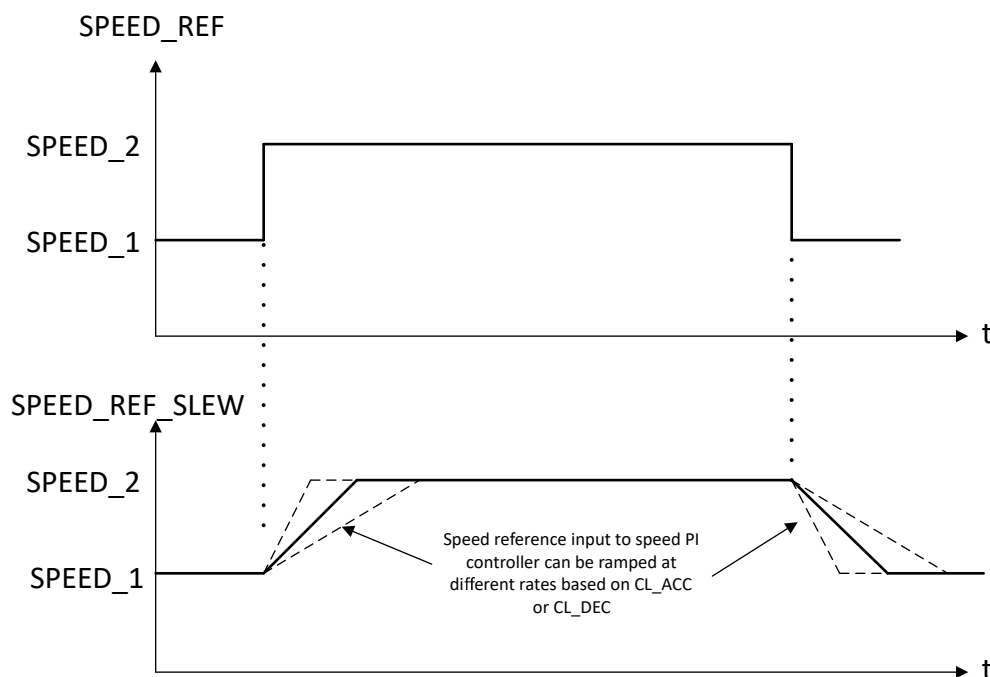 SPEED_REF
SPEED_2
SPEED_1
t
SPEED_REF_SLEW
SPEED_2
Speed reference input to speed PI
controller can be ramped at
different rates based on CL_ACC
or CL_DEC
SPEED_1
t